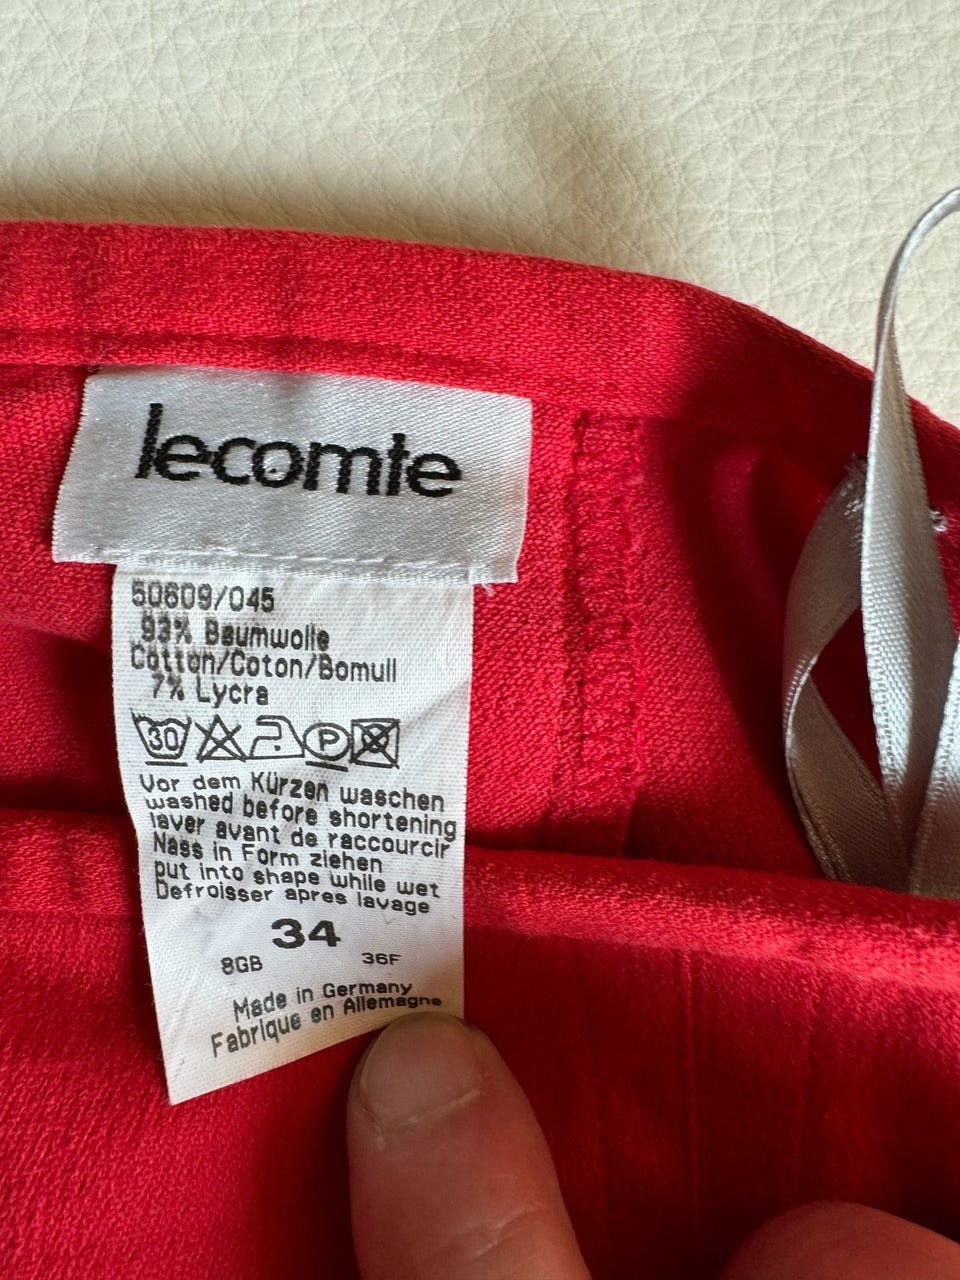 lecomte
50609/045
93% Baumwolle
Cotton/Coton/Bomull
7% Lycra
30 P
Vor dem Kürzen waschen
washed before shortening
laver avant de raccourcir
Nass in Form ziehen
put into shape while wet
Defroisser apres lavage
34
8GB 36F
Made in Germany
Fabrique en Allemagne